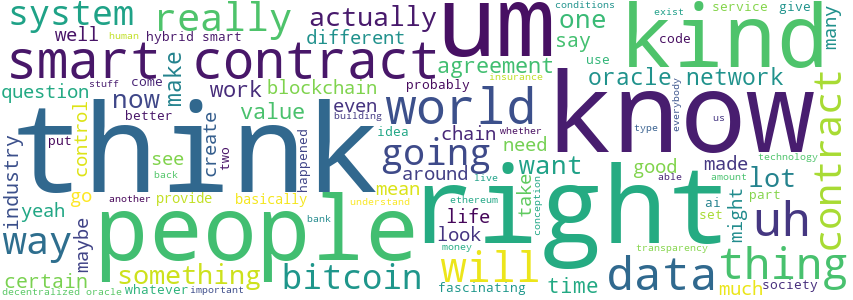 system
really
um
kind
conditions
exist
service
give
many
well
human
hybrid smart
actually
different
one
say
code
smart contract
agreement
use
stuff
come
make
work
blockchain
probably
oracle network
question
now
better
value
even
world
insurance
know
type
everybody
us
contract
put
control
create
two
happened
building
idea
chain
going
around
need
whether
industry
think
see
back
want
good
made
lot
technology
able
amount
go
another
provide
basically
mean
understand
ethereum
live
life
take
conception
right
might
ai
set
part
uh
yeah
maybe
people
bank
look
money
will
transparency
thing
way
certain
something
bitcoin
fascinating
time
data
much
society
decentralized oracle
whatever
important